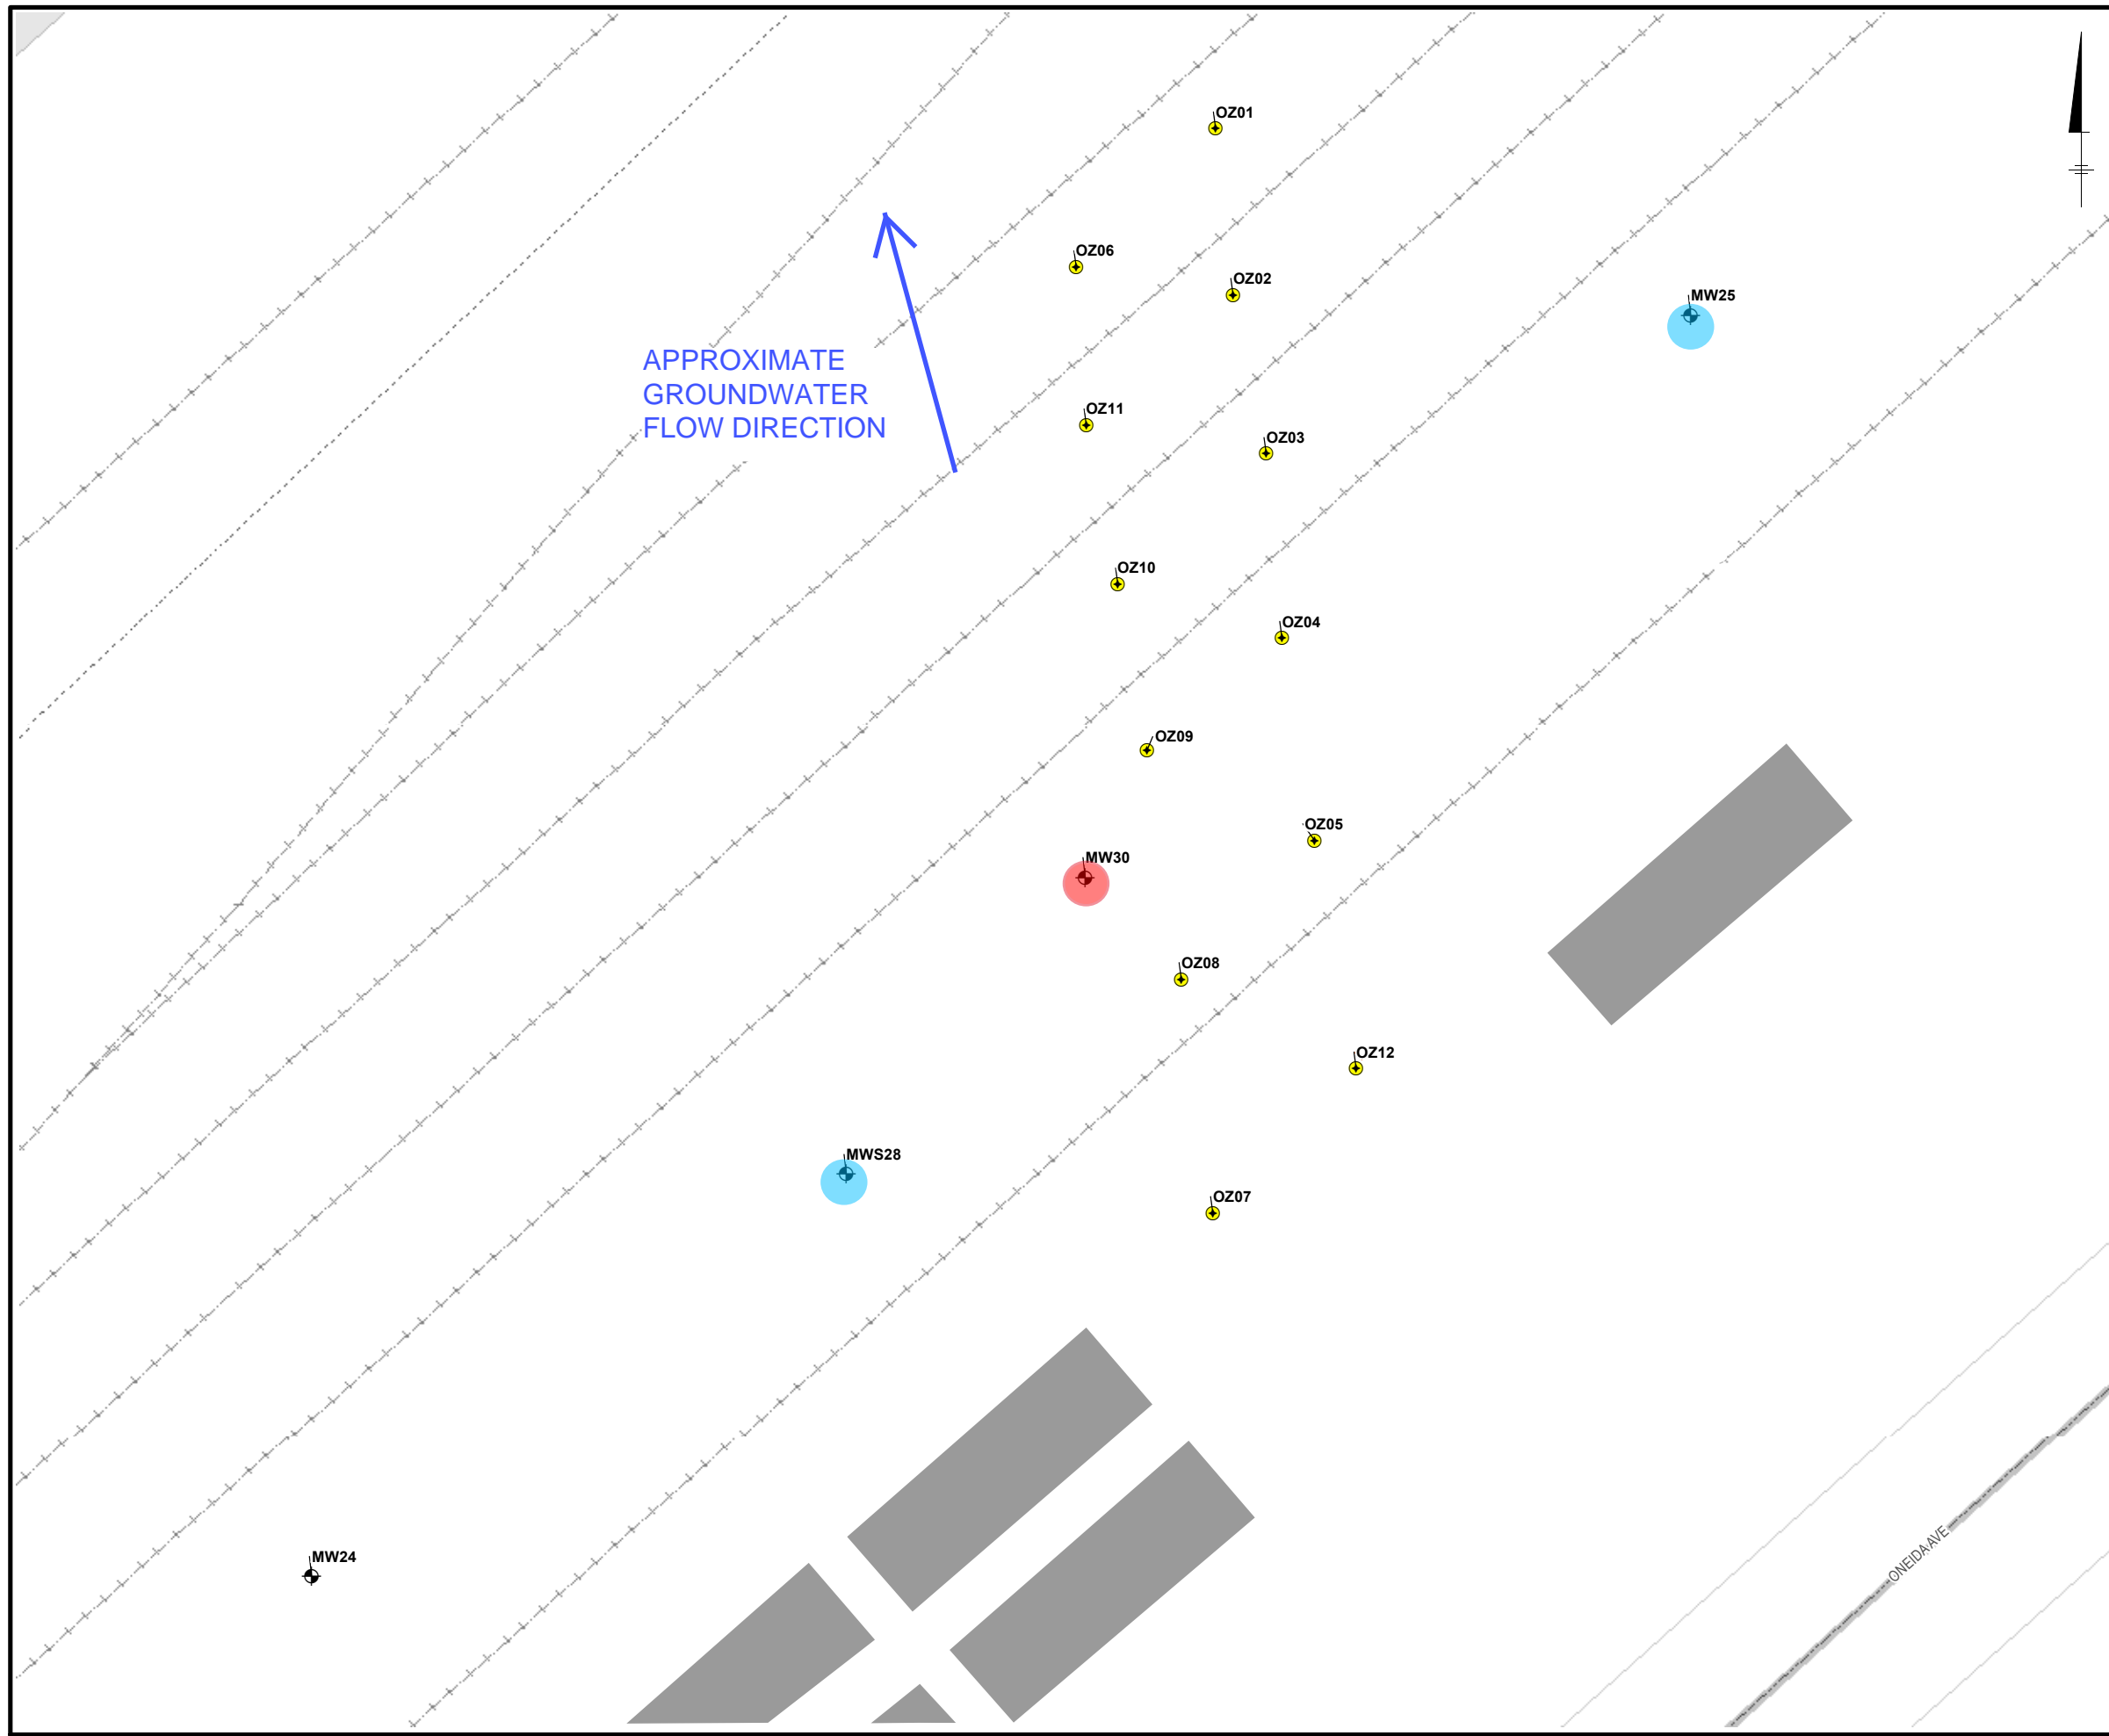 OZ01
OZ06
OZ02
MW25
APPROXIMATE
GROUNDWATER
FLOW DIRECTION
OZ11
OZ03
OZ10
OZ04
OZ09
OZ05
MW30
OZ08
OZ12
MWS28
OZ07
ONEIDA AVE
MW24